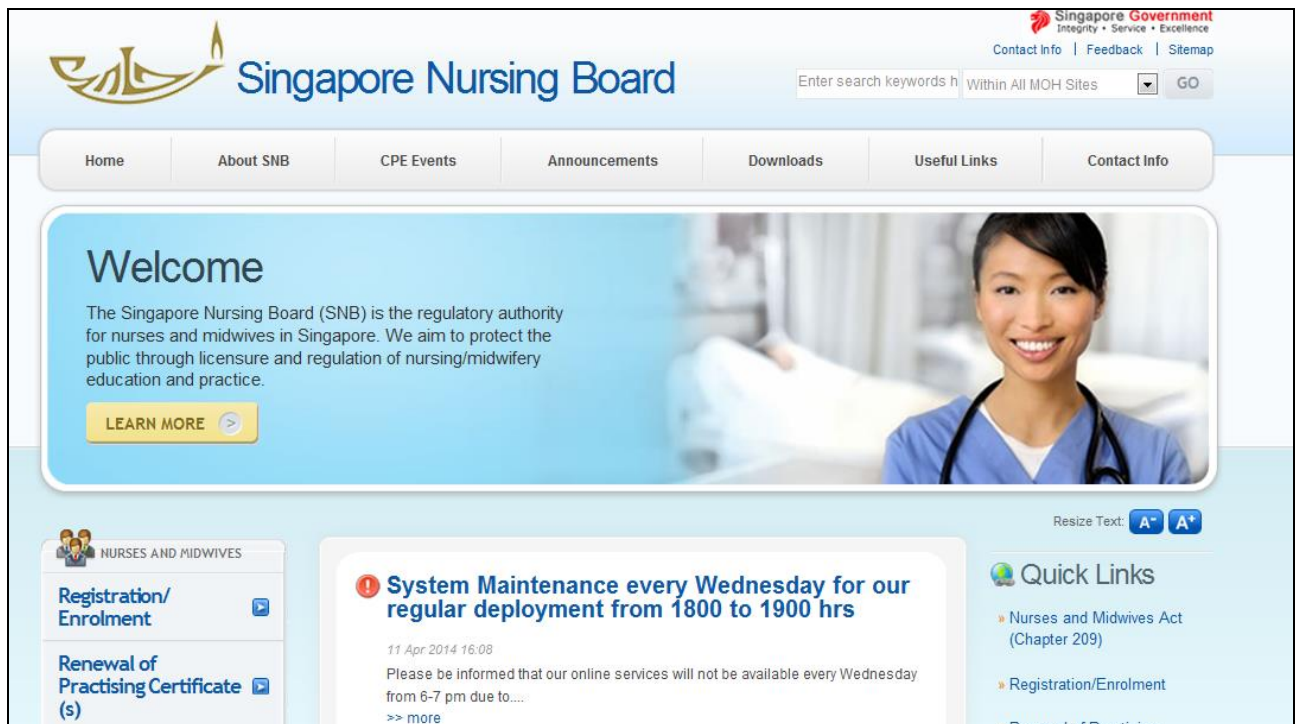 Singapore Government
Integrity • Service • Excellence
Contact Info | Feedback | Sitemap
SNB
Singapore Nursing Board
Enter search keywords h
Within All MOH Sites
GO
Home
About SNB
CPE Events
Announcements
Downloads
Useful Links
Contact Info
Welcome
The Singapore Nursing Board (SNB) is the regulatory authority
for nurses and midwives in Singapore. We aim to protect the
public through licensure and regulation of nursing/midwifery
education and practice.
LEARN MORE >
Resize Text: A- A+
NURSES AND MIDWIVES
Registration/
Enrolment
Renewal of
Practising Certificate
(s)
System Maintenance every Wednesday for our
regular deployment from 1800 to 1900 hrs
11 Apr 2014 16:08
Please be informed that our online services will not be available every Wednesday
from 6-7 pm due to....
>> more
Quick Links
» Nurses and Midwives Act
(Chapter 209)
» Registration/Enrolment